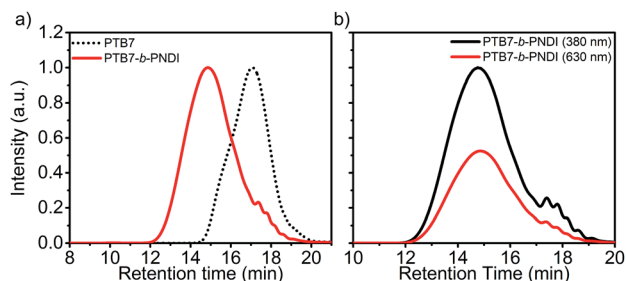 a)
PTB7
PTB7-b-PNDI
Intensity (a.u.)
1.2
1.0
0.8
0.6
0.4
0.2
0.0
8 10 12 14 16 18 20
Retention time (min)
b)
PTB7-b-PNDI (380 nm)
PTB7-b-PNDI (630 nm)
10 12 14 16 18 20
Retention Time (min)